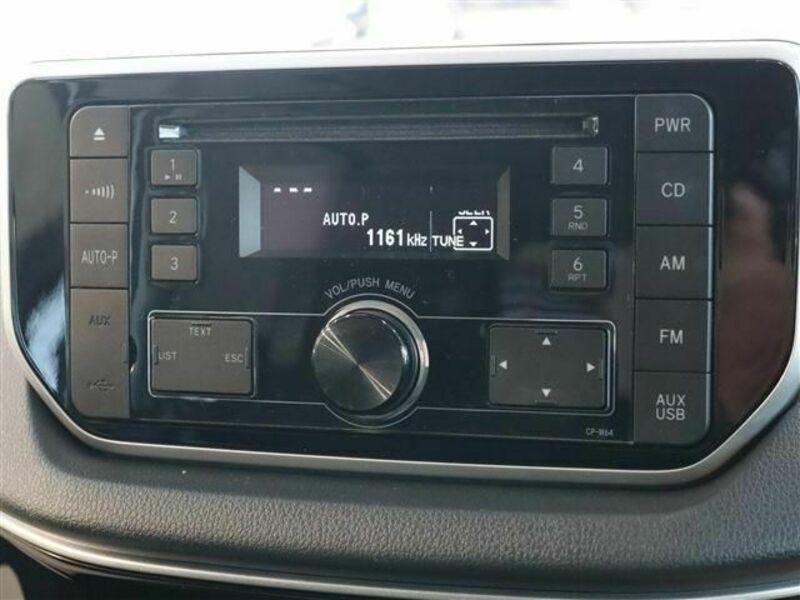 PWR
1
4
CD
2
5
RND
AUTO.P
1161 kHz TUNE
AUTO-P
3
6
RPT
AM
VOL/PUSH MENU
AUX
TEXT
LIST
ESC
FM
AUX
USB
CP-W64